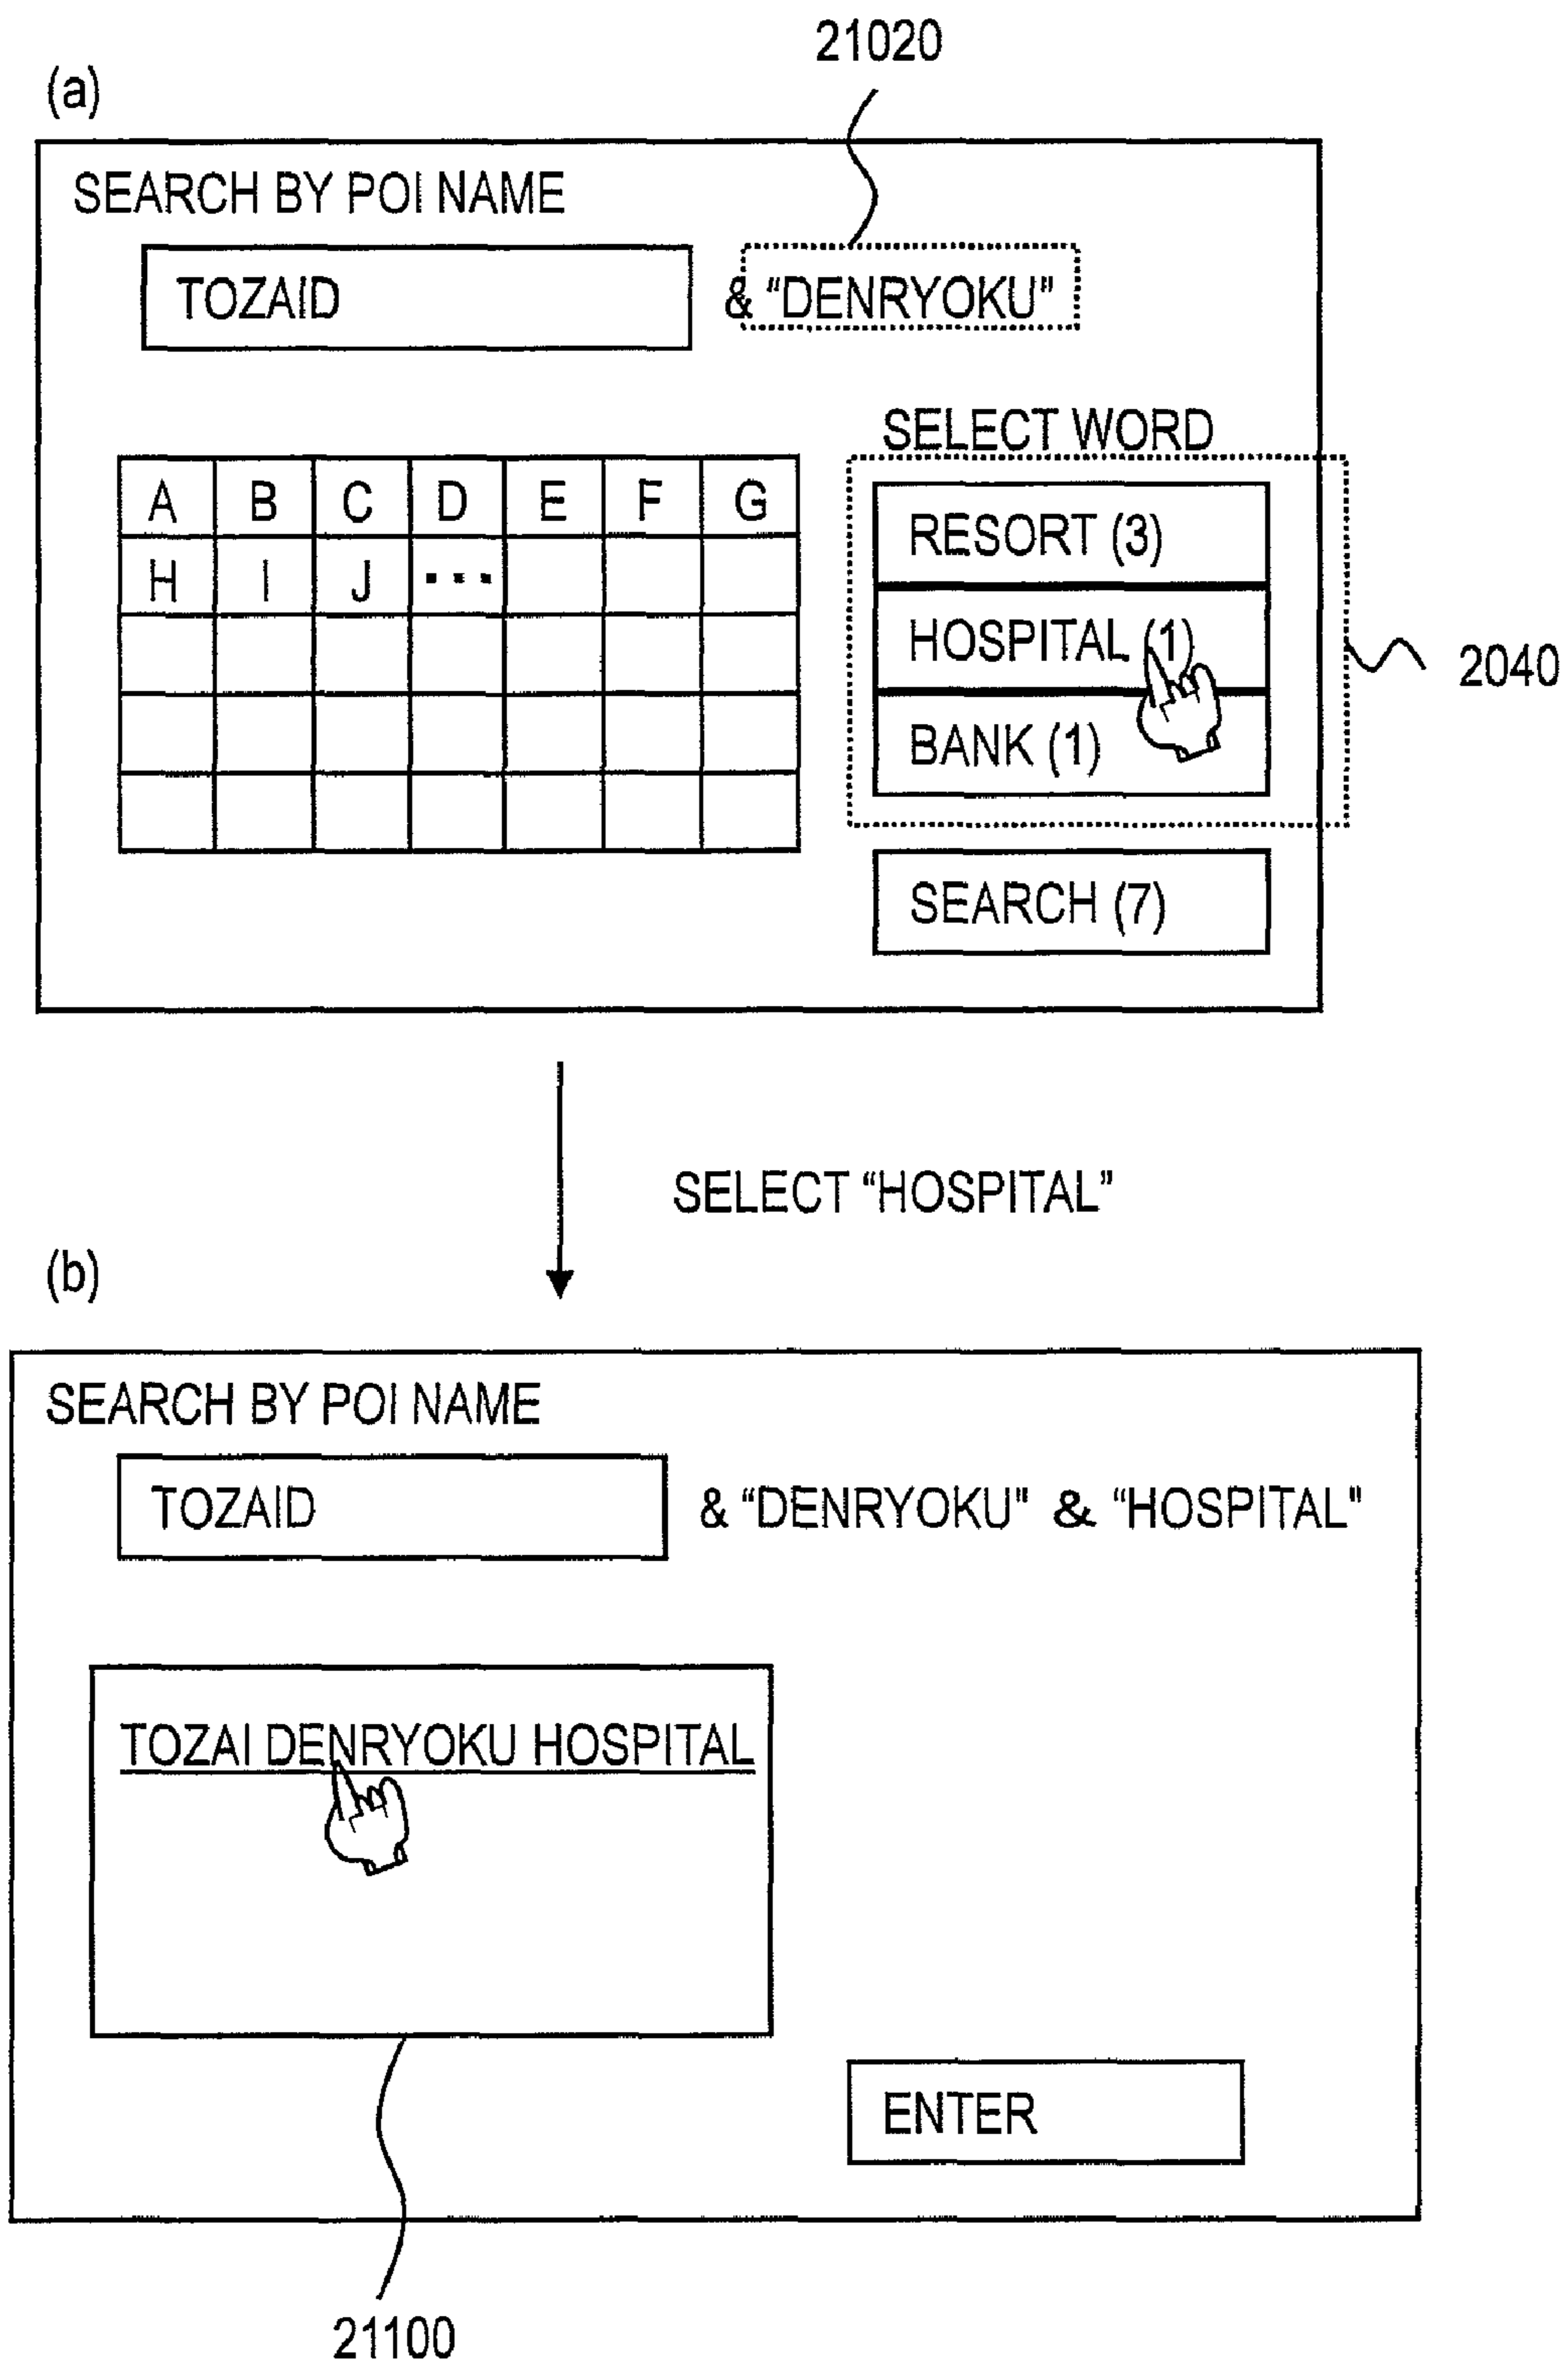 21020
(a)
SEARCH BY POI NAME
TOZAID & “DENRYOKU”
SELECT WORD
A B C D E F G
H I J ...
RESORT (3)
HOSPITAL (1)
2040
BANK (1)
SEARCH (7)
SELECT “HOSPITAL”
(b)
SEARCH BY POI NAME
TOZAID & “DENRYOKU” & “HOSPITAL”
TOZAI DENRYOKU HOSPITAL
ENTER
21100